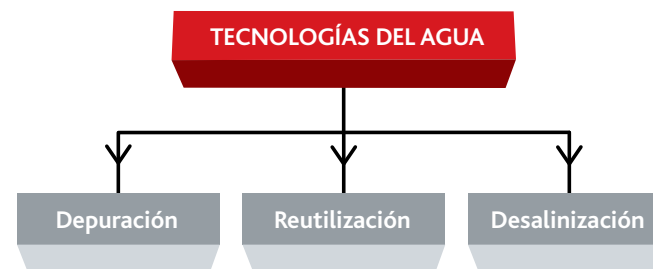 TECNOLOGÍAS DEL AGUA
Depuración
Reutilización
Desalinización